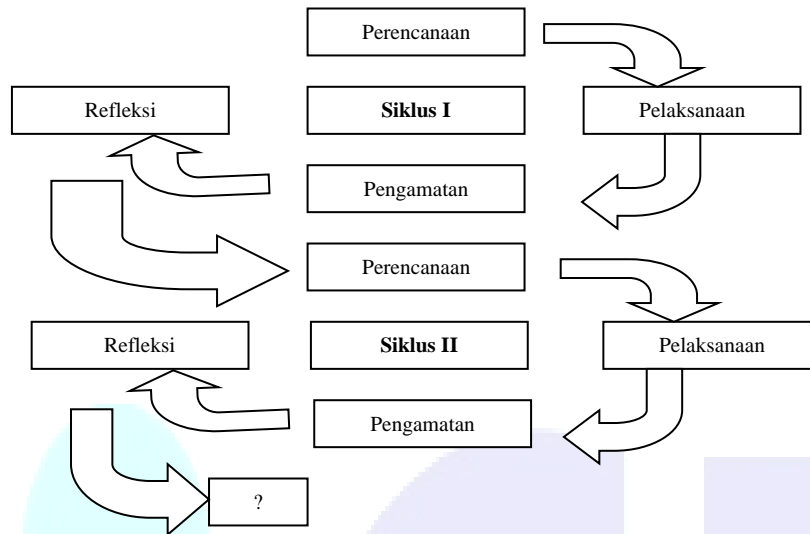 Perencanaan
Refleksi
Siklus I
Pelaksanaan
Pengamatan
Perencanaan
Refleksi
Siklus II
Pelaksanaan
Pengamatan
?